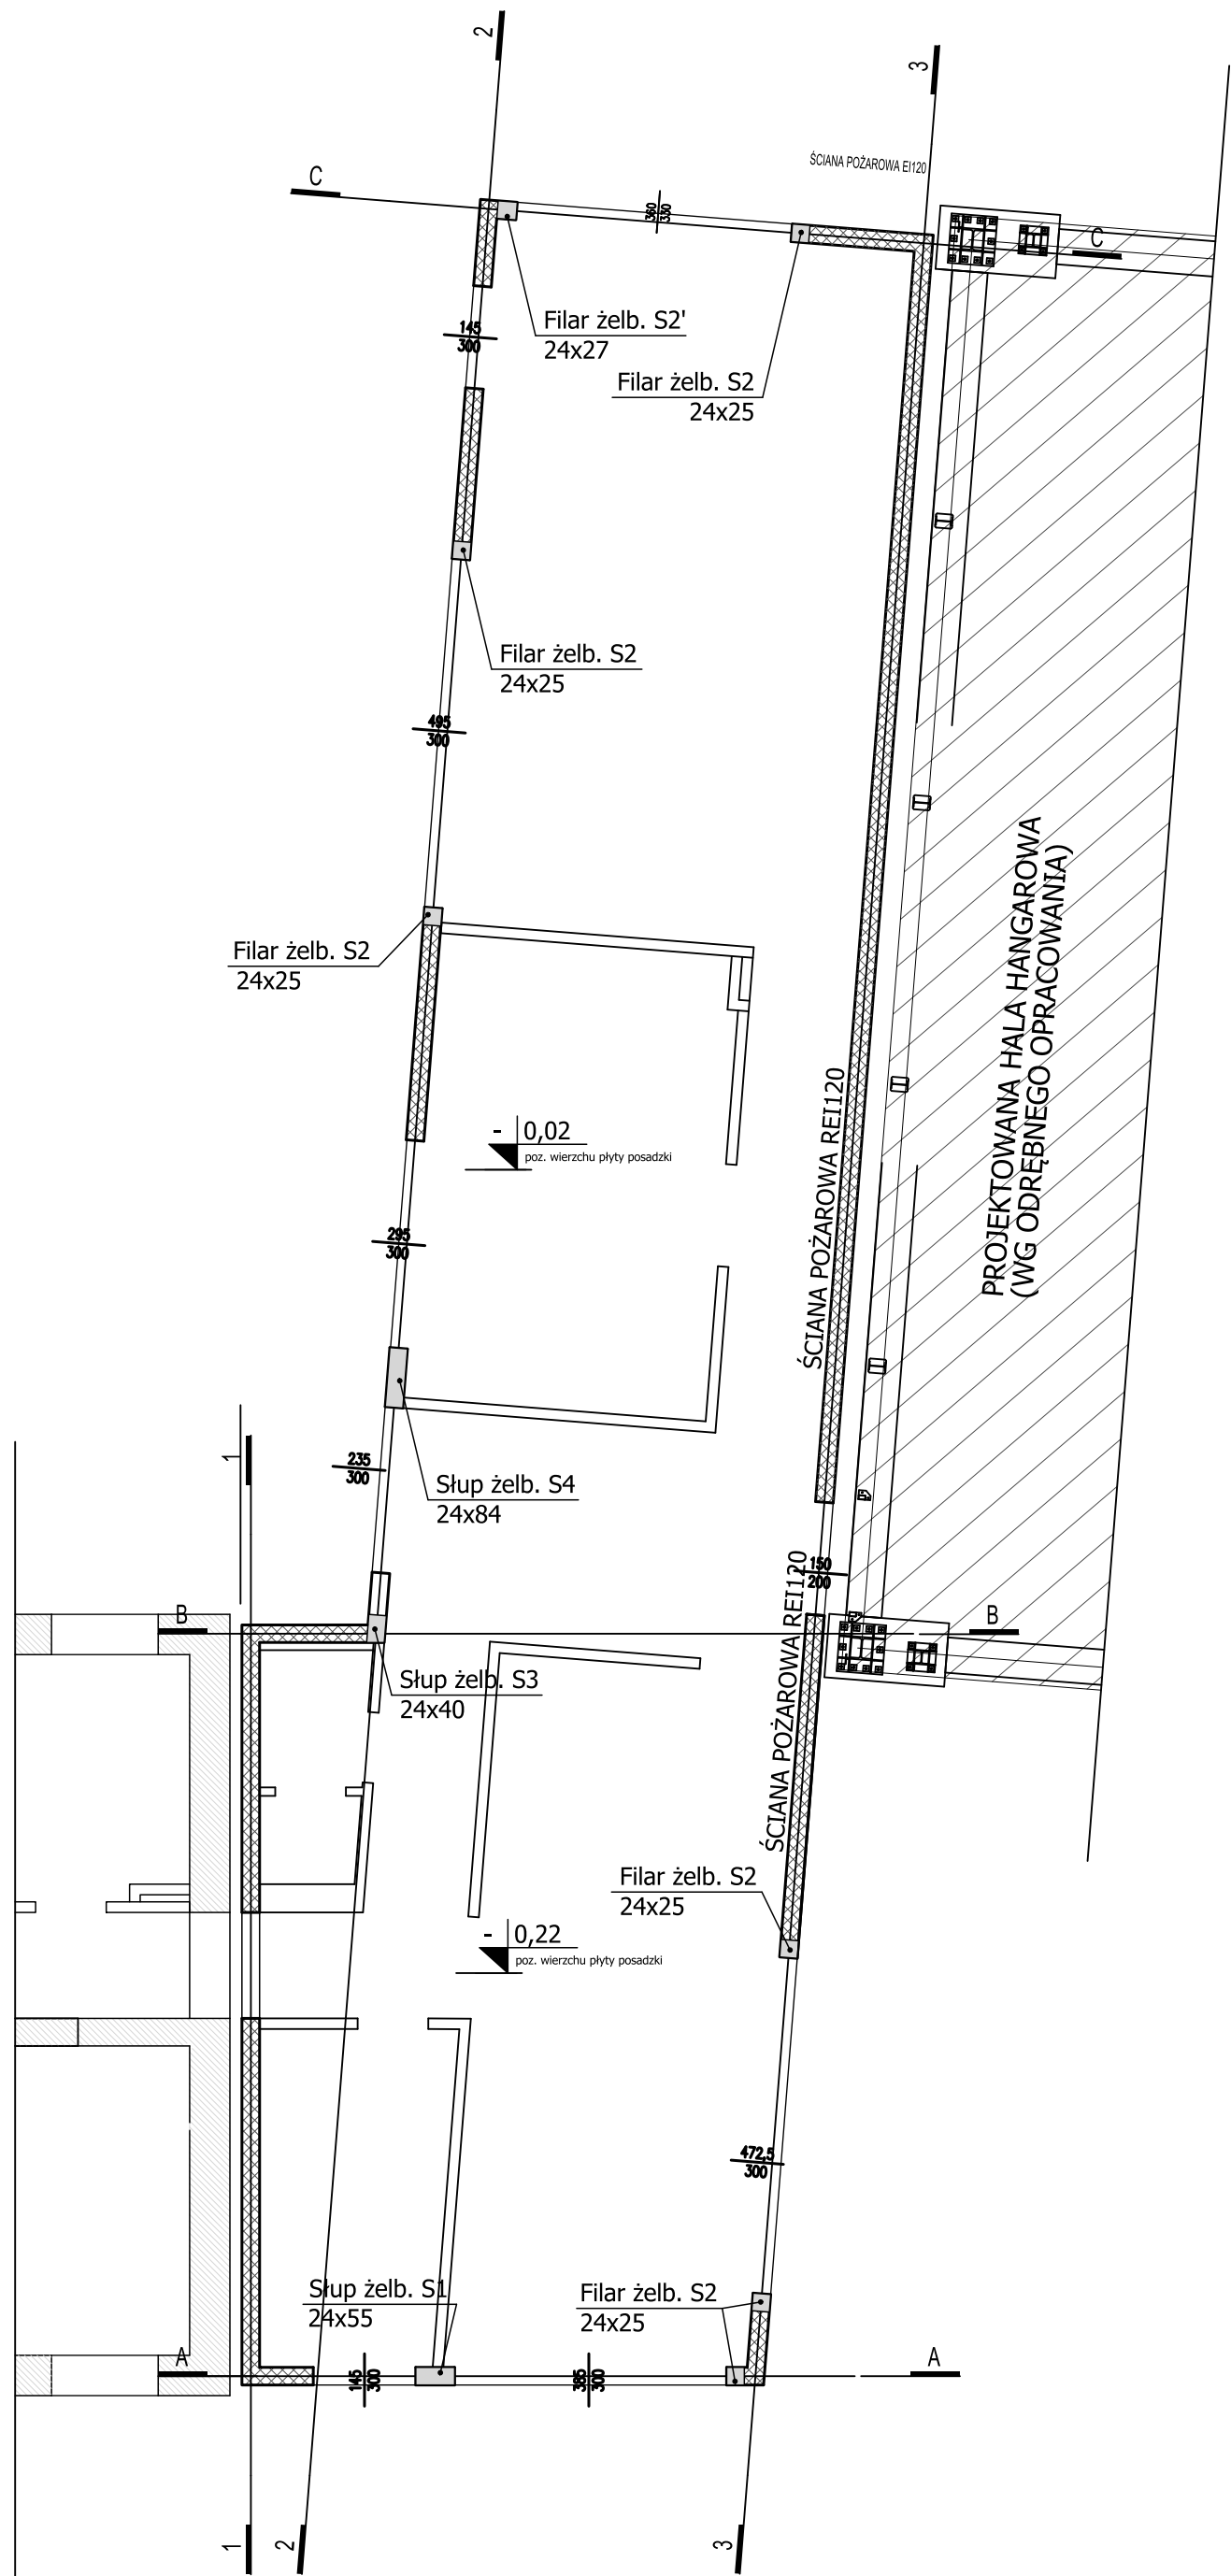 2
3
ŚCIANA POŻAROWA EI120
C
360
330
C
Filar żelb. S2'
24x27
145
300
Filar żelb. S2
24x25
Filar żelb. S2
24x25
495
300
Filar żelb. S2
24x25
PROJEKTOWANA HALA HANGAROWA
(WG ODRĘBNEGO OPRACOWANIA)
- 0,02
poz. wierzchu płyty posadzki
ŚCIANA POŻAROWA REI120
295
300
1
235
300
Słup żelb. S4
24x84
150
200
B
B
ŚCIANA POŻAROWA REI120
Słup żelb. S3
24x40
Filar żelb. S2
24x25
- 0,22
poz. wierzchu płyty posadzki
472,5
300
Słup żelb. S1
24x55
Filar żelb. S2
24x25
A
145
300
385
300
A
1
2
3